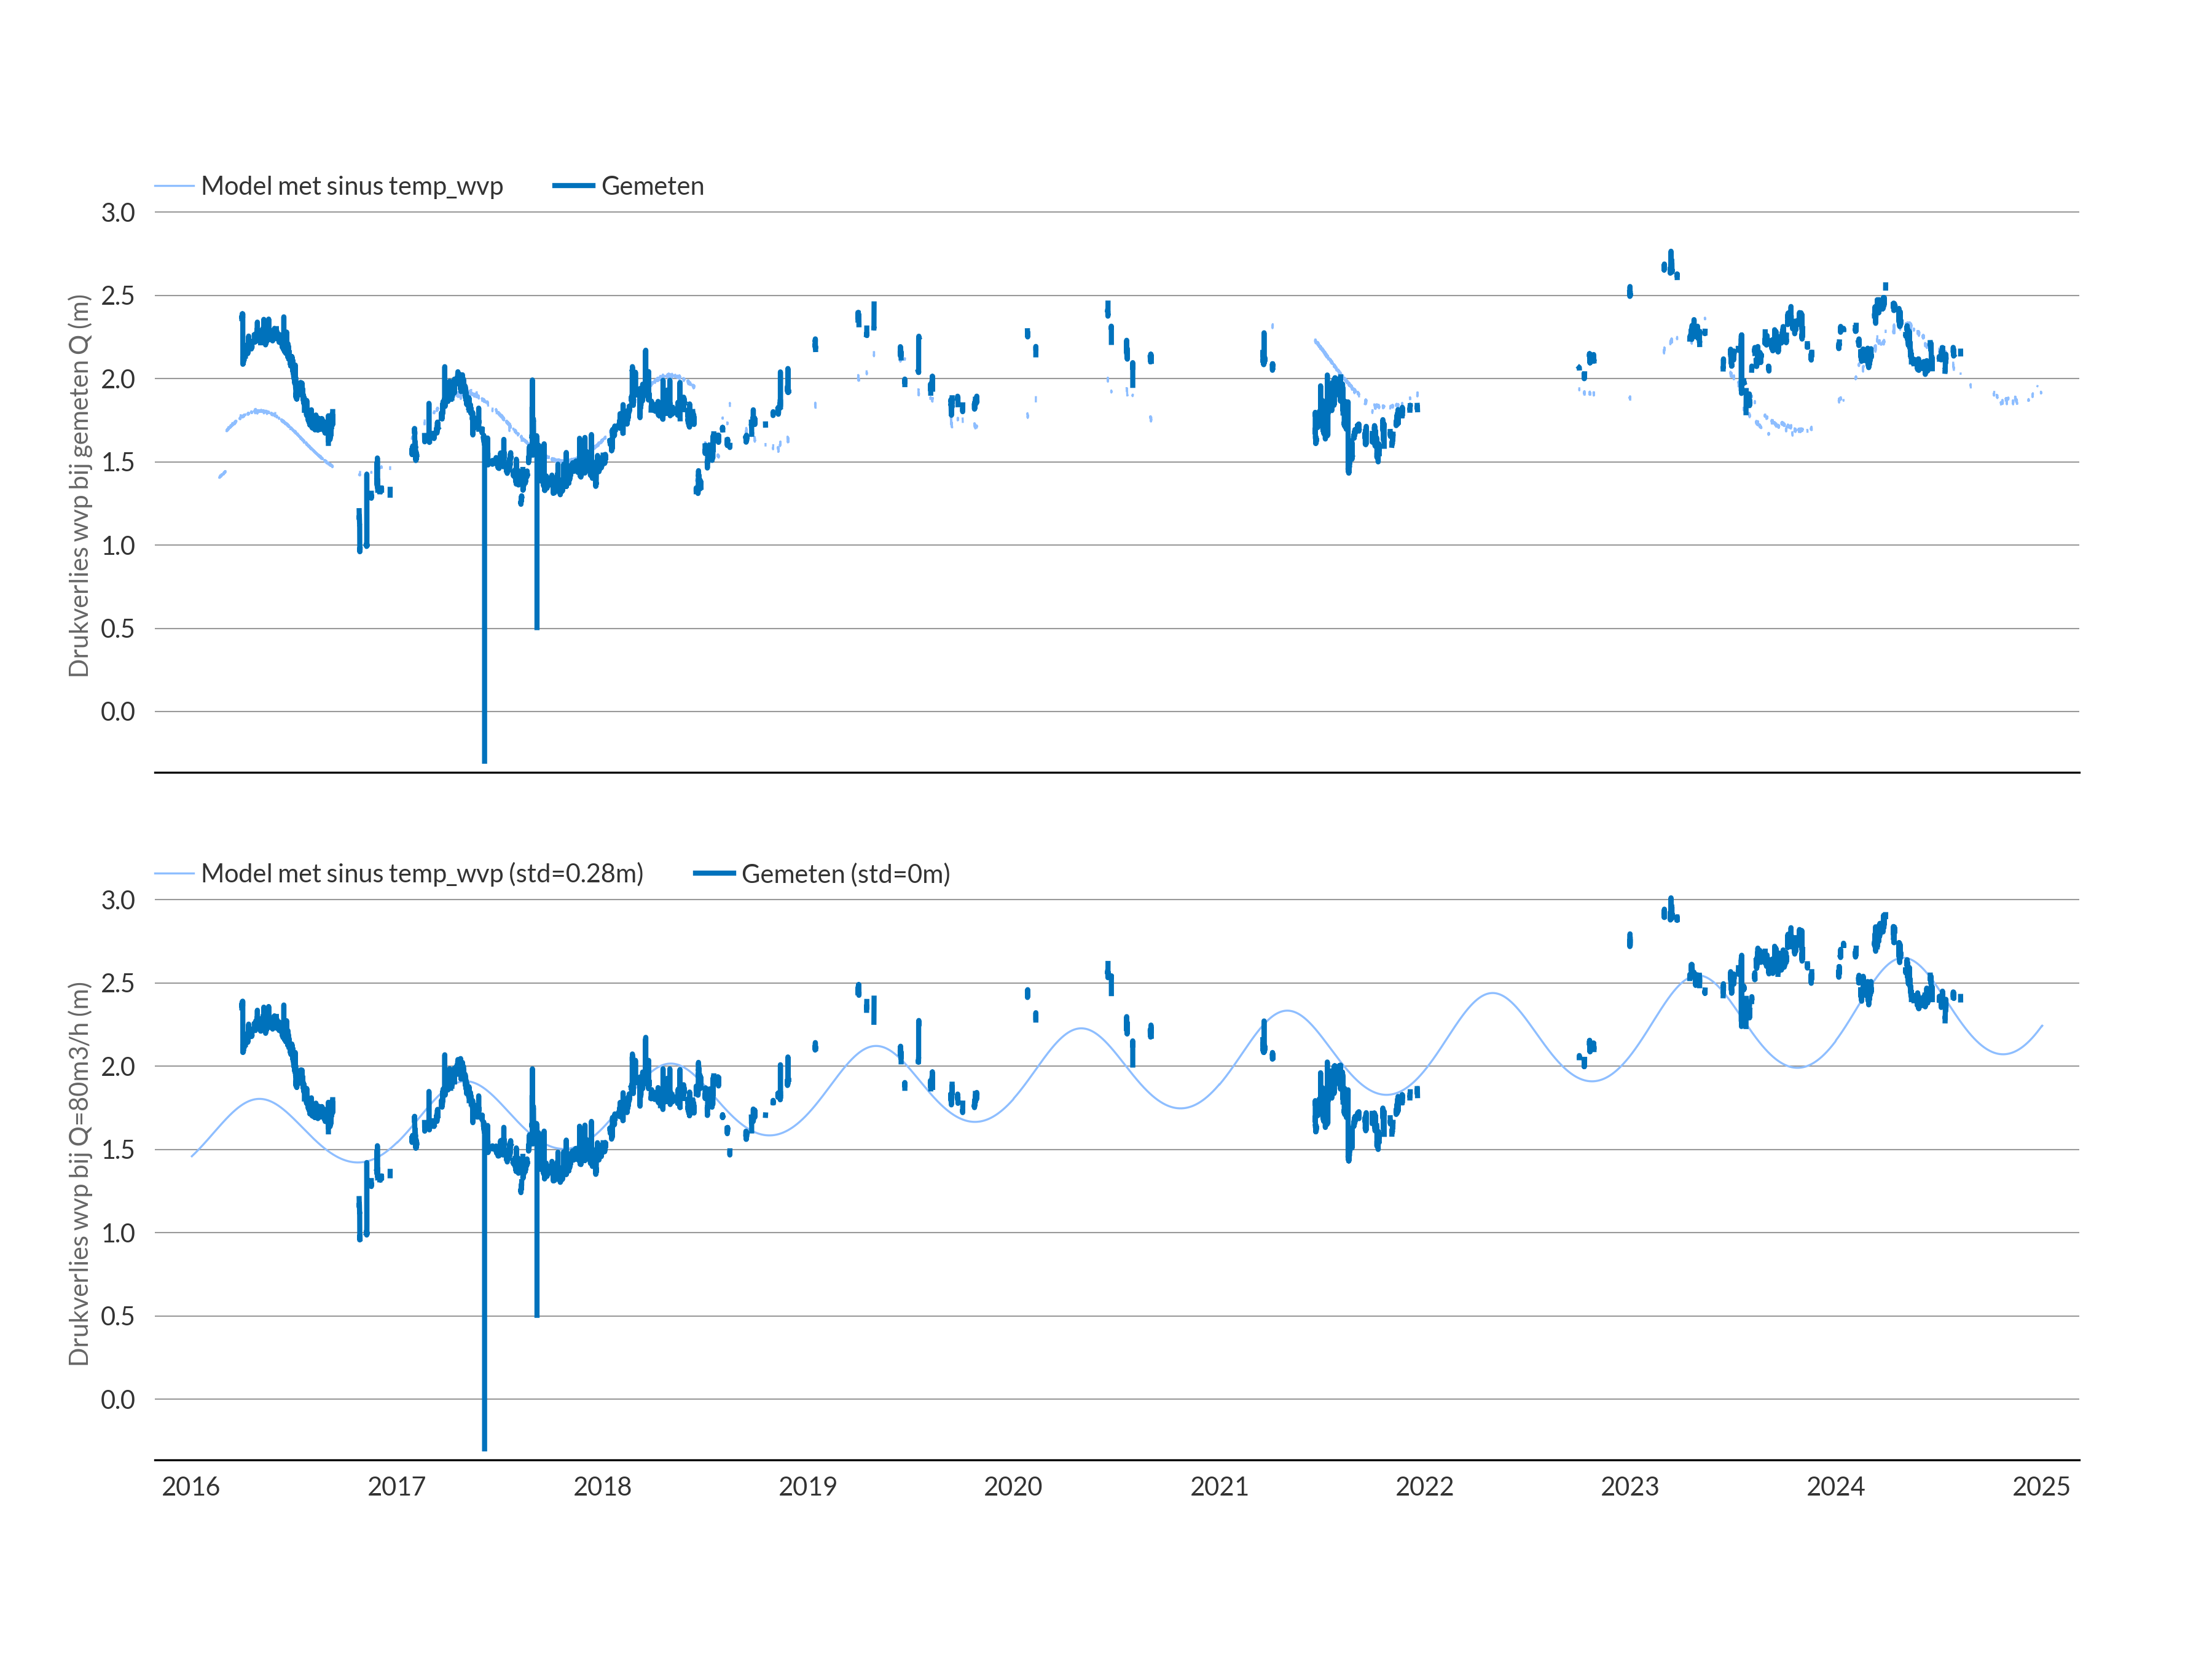 Model met sinus temp_wvp
Gemeten
Drukverlies wvp bij gemeten Q (m)
3.0
2.5
2.0
1.5
1.0
0.5
0.0
Model met sinus temp_wvp (std=0.28m)
Gemeten (std=0m)
Drukverlies wvp bij Q=80m3/h (m)
3.0
2.5
2.0
1.5
1.0
0.5
0.0
2016 2017 2018 2019 2020 2021 2022 2023 2024 2025